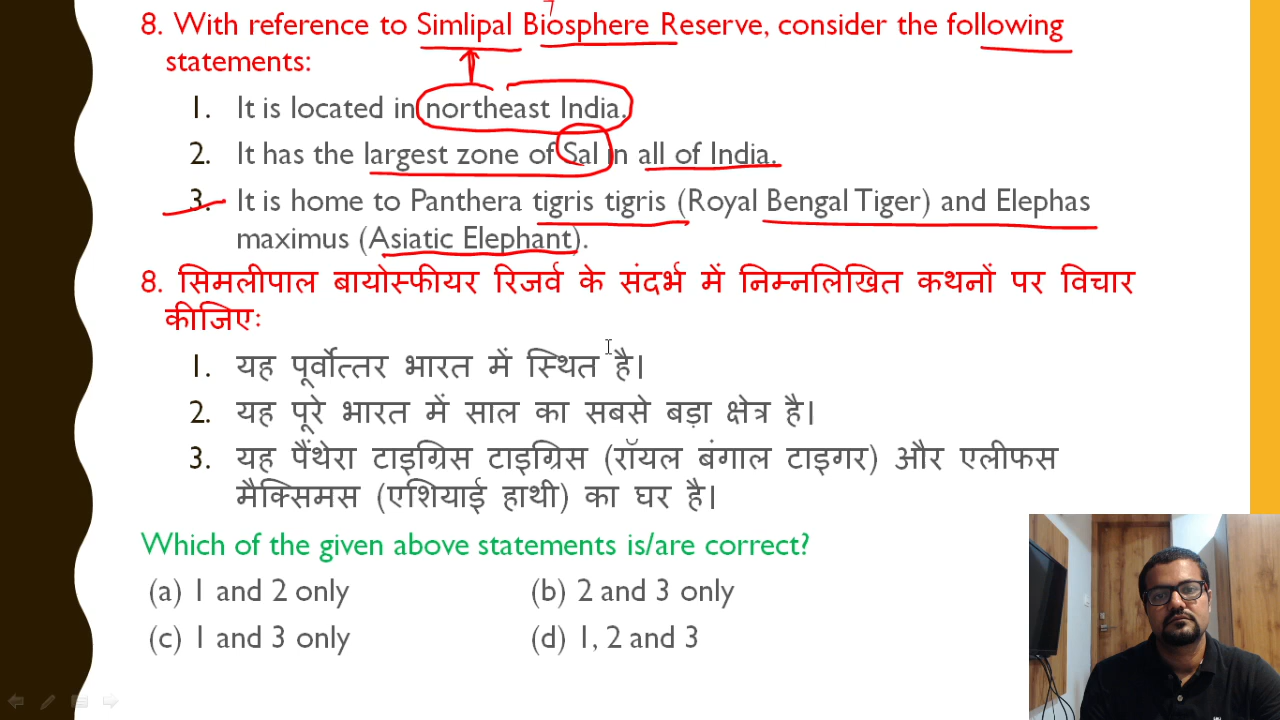 8. With reference to Simlipal Biosphere Reserve, consider the following
statements:
1. It is located in northeast India.
2. It has the largest zone of Sal in all of India.
3. It is home to Panthera tigris tigris (Royal Bengal Tiger) and Elephas
maximus (Asiatic Elephant).
8. सिमलीपाल बायोस्फीयर रिजर्व के संदर्भ में निम्नलिखित कथनों पर विचार
कीजिएः
1. यह पूर्वोत्तर भारत में स्थित है।
2. यह पूरे भारत में साल का सबसे बड़ा क्षेत्र है।
3. यह पैंथेरा टाइग्रिस टाइग्रिस (रॉयल बंगाल टाइगर) और एलीफस
मैक्सिमस (एशियाई हाथी) का घर है।
Which of the given above statements is/are correct?
(a) 1 and 2 only (b) 2 and 3 only
(c) 1 and 3 only (d) 1, 2 and 3